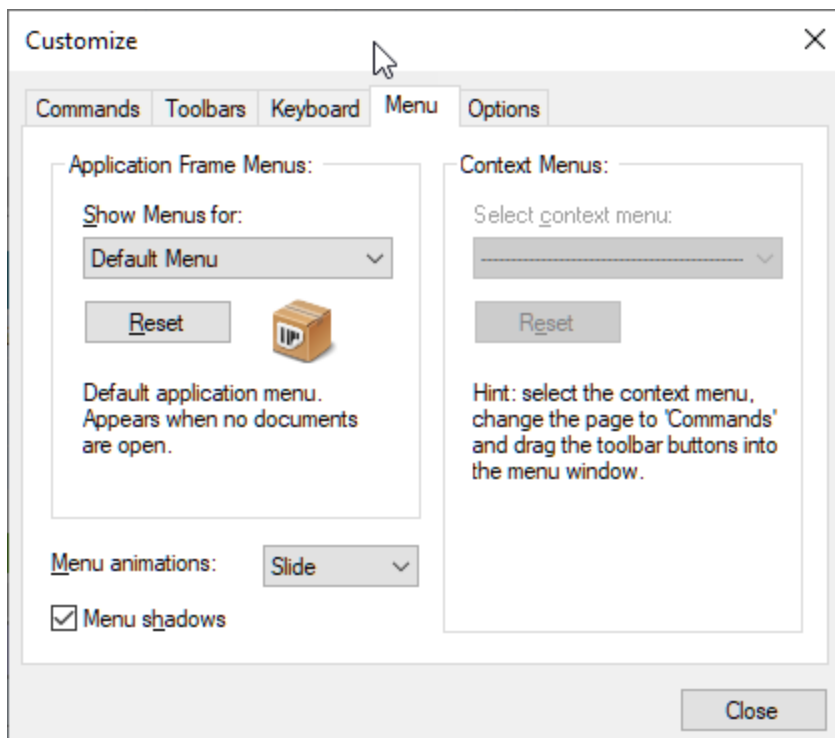 Customize
Commands
Toolbars
Keyboard
Menu
Options
Application Frame Menus:
Show Menus for:
Default Menu
Reset
UP
Default application menu.
Appears when no documents
are open.
Context Menus:
Select context menu:
Reset
Hint: select the context menu,
change the page to 'Commands'
and drag the toolbar buttons into
the menu window.
Menu animations:
Slide
Menu shadows
Close